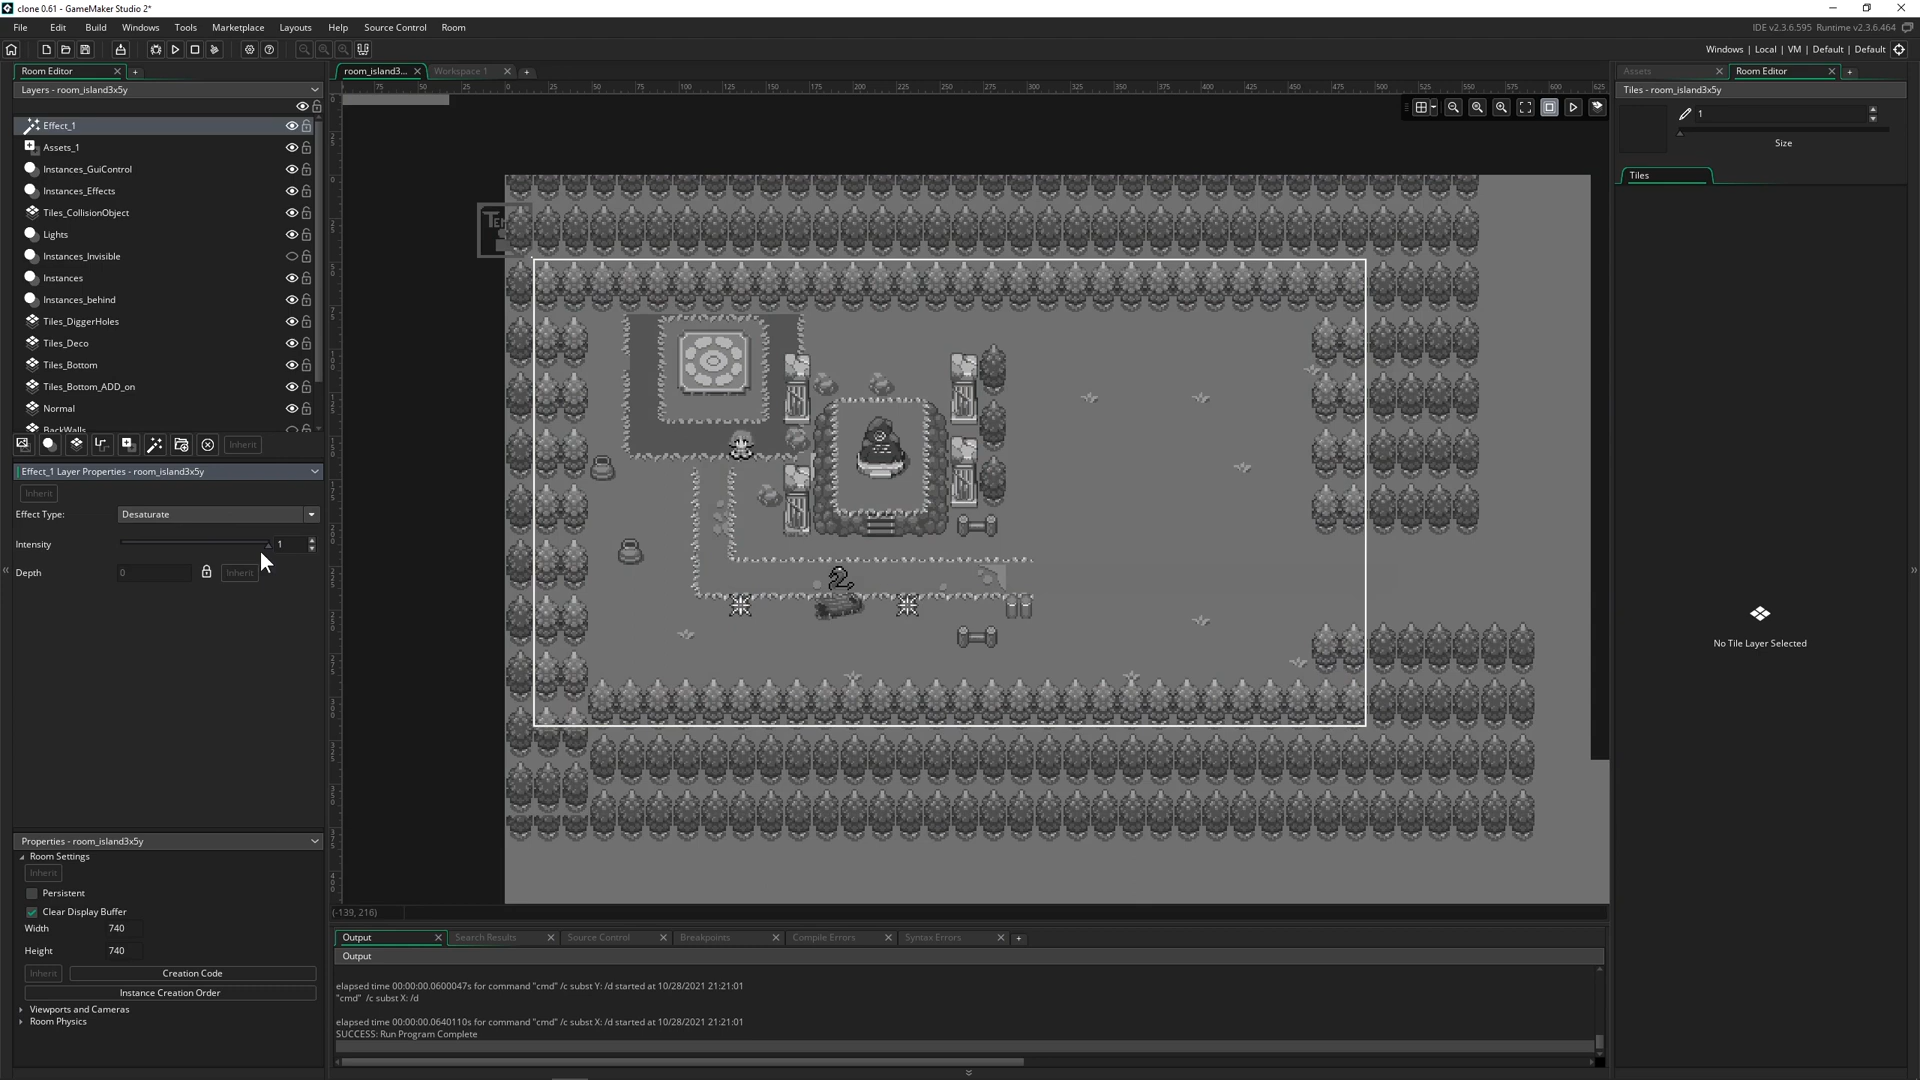 clone 0.61 - GameMaker Studio 2*
File Edit Build Windows Tools Marketplace Layouts Help Source Control Room
IDE v2.3.6.595 Runtime v2.3.6.464
Windows | Local | VM | Default | Default
Room Editor
room_island3...
Workspace 1
Assets
Room Editor
Layers - room_island3x5y
Tiles - room_island3x5y
1
Size
Tiles
No Tile Layer Selected
Effect_1
Assets_1
Instances_GuiControl
Instances_Effects
Tiles_CollisionObject
Lights
Instances_Invisible
Instances
Instances_behind
Tiles_DiggerHoles
Tiles_Deco
Tiles_Bottom
Tiles_Bottom_ADD_on
Normal
BackWalls
Inherit
Effect_1 Layer Properties - room_island3x5y
Inherit
Effect Type: Desaturate
Intensity 1
Depth 0 Inherit
Properties - room_island3x5y
Room Settings
Inherit
Persistent
Clear Display Buffer
Width 740
Height 740
Inherit Creation Code
Instance Creation Order
Viewports and Cameras
Room Physics
(-139, 216)
Output Search Results Source Control Breakpoints Compile Errors Syntax Errors
Output
elapsed time 00:00:00.0600047s for command "cmd" /c subst Y: /d started at 10/28/2021 21:21:01
"cmd" /c subst X: /d
elapsed time 00:00:00.0640110s for command "cmd" /c subst X: /d started at 10/28/2021 21:21:01
SUCCESS: Run Program Complete